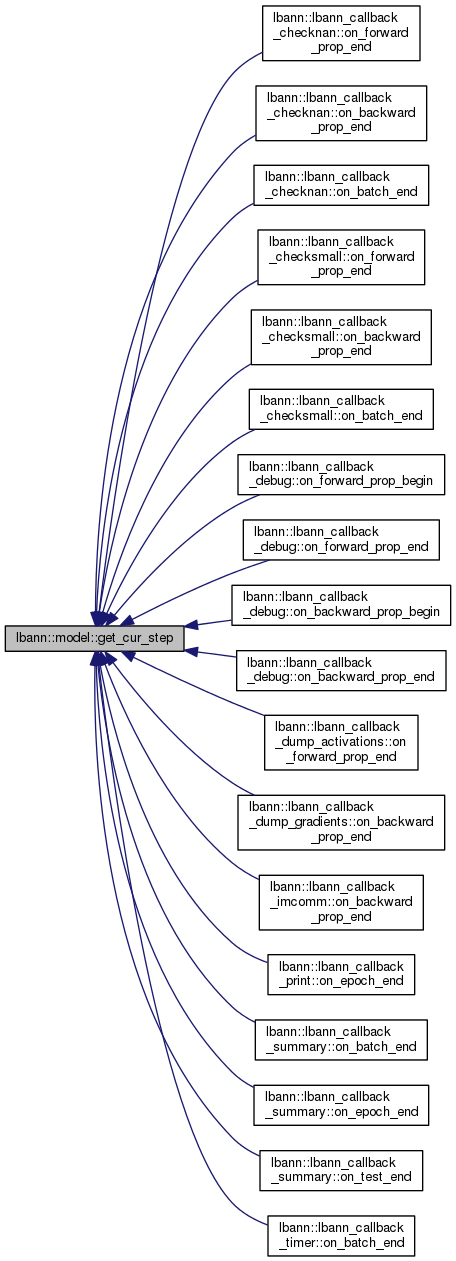 lbann::lbann_callback
_checknan::on_forward
_prop_end
lbann::lbann_callback
_checknan::on_backward
_prop_end
lbann::lbann_callback
_checknan::on_batch_end
lbann::lbann_callback
_checksmall::on_forward
_prop_end
lbann::lbann_callback
_checksmall::on_backward
_prop_end
lbann::lbann_callback
_checksmall::on_batch_end
lbann::lbann_callback
_debug::on_forward_prop_begin
lbann::lbann_callback
_debug::on_forward_prop_end
lbann::lbann_callback
_debug::on_backward_prop_begin
lbann::model::get_cur_step
lbann::lbann_callback
_debug::on_backward_prop_end
lbann::lbann_callback
_dump_activations::on
_forward_prop_end
lbann::lbann_callback
_dump_gradients::on_backward
_prop_end
lbann::lbann_callback
_imcomm::on_backward
_prop_end
lbann::lbann_callback
_print::on_epoch_end
lbann::lbann_callback
_summary::on_batch_end
lbann::lbann_callback
_summary::on_epoch_end
lbann::lbann_callback
_summary::on_test_end
lbann::lbann_callback
_timer::on_batch_end